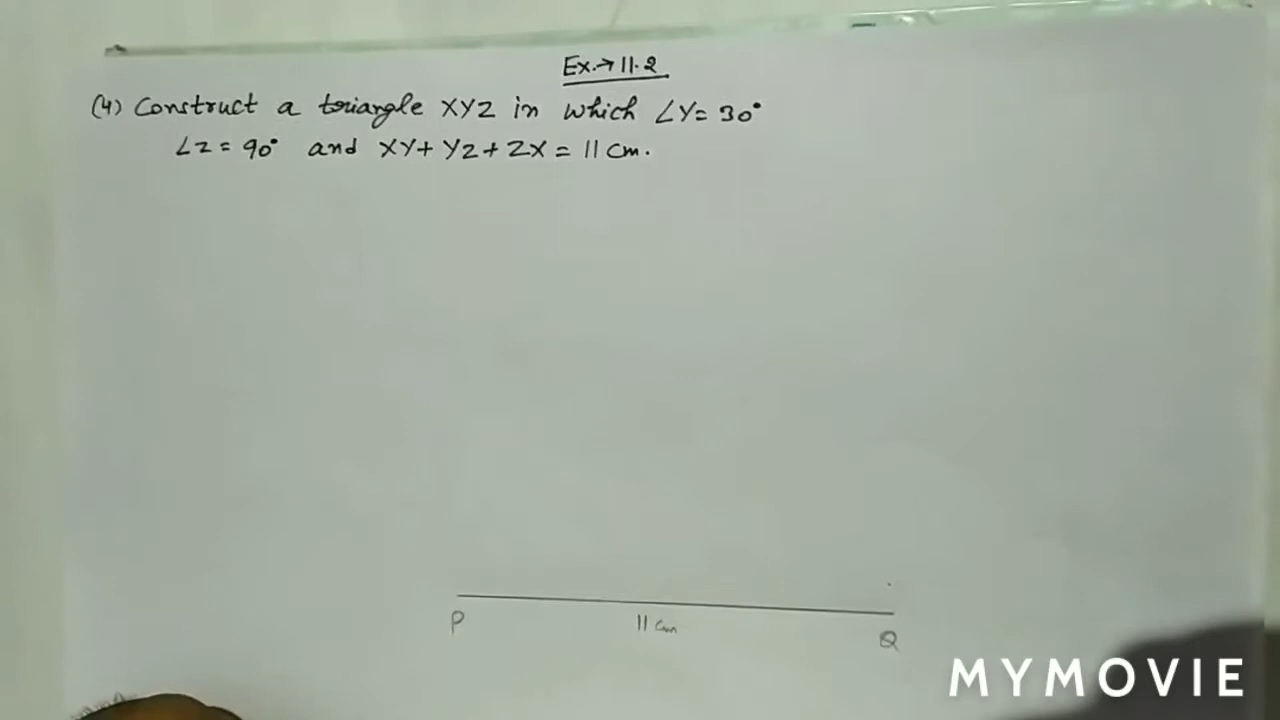 Ex.→ 11.2
(4) Construct a triangle XYZ in which ∠Y= 30°
∠Z = 90° and XY+ YZ+ ZX = 11 cm.
P 11 cm Q
MYMOVIE